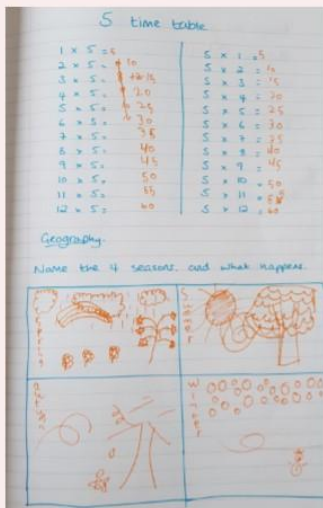 5 time table
1 x 5 = 5
2 x 5 = 10
3 x 5 = 15
4 x 5 = 20
5 x 5 = 25
6 x 5 = 30
7 x 5 = 35
8 x 5 = 40
9 x 5 = 45
10 x 5 = 50
11 x 5 = 55
12 x 5 = 60
5 x 1 = 5
5 x 2 = 10
5 x 3 = 15
5 x 4 = 20
5 x 5 = 25
5 x 6 = 30
5 x 7 = 35
5 x 8 = 40
5 x 9 = 45
5 x 10 = 50
5 x 11 = 55
5 x 12 = 60
Geography.
Name the 4 seasons. and what happens.
Summer
Winter